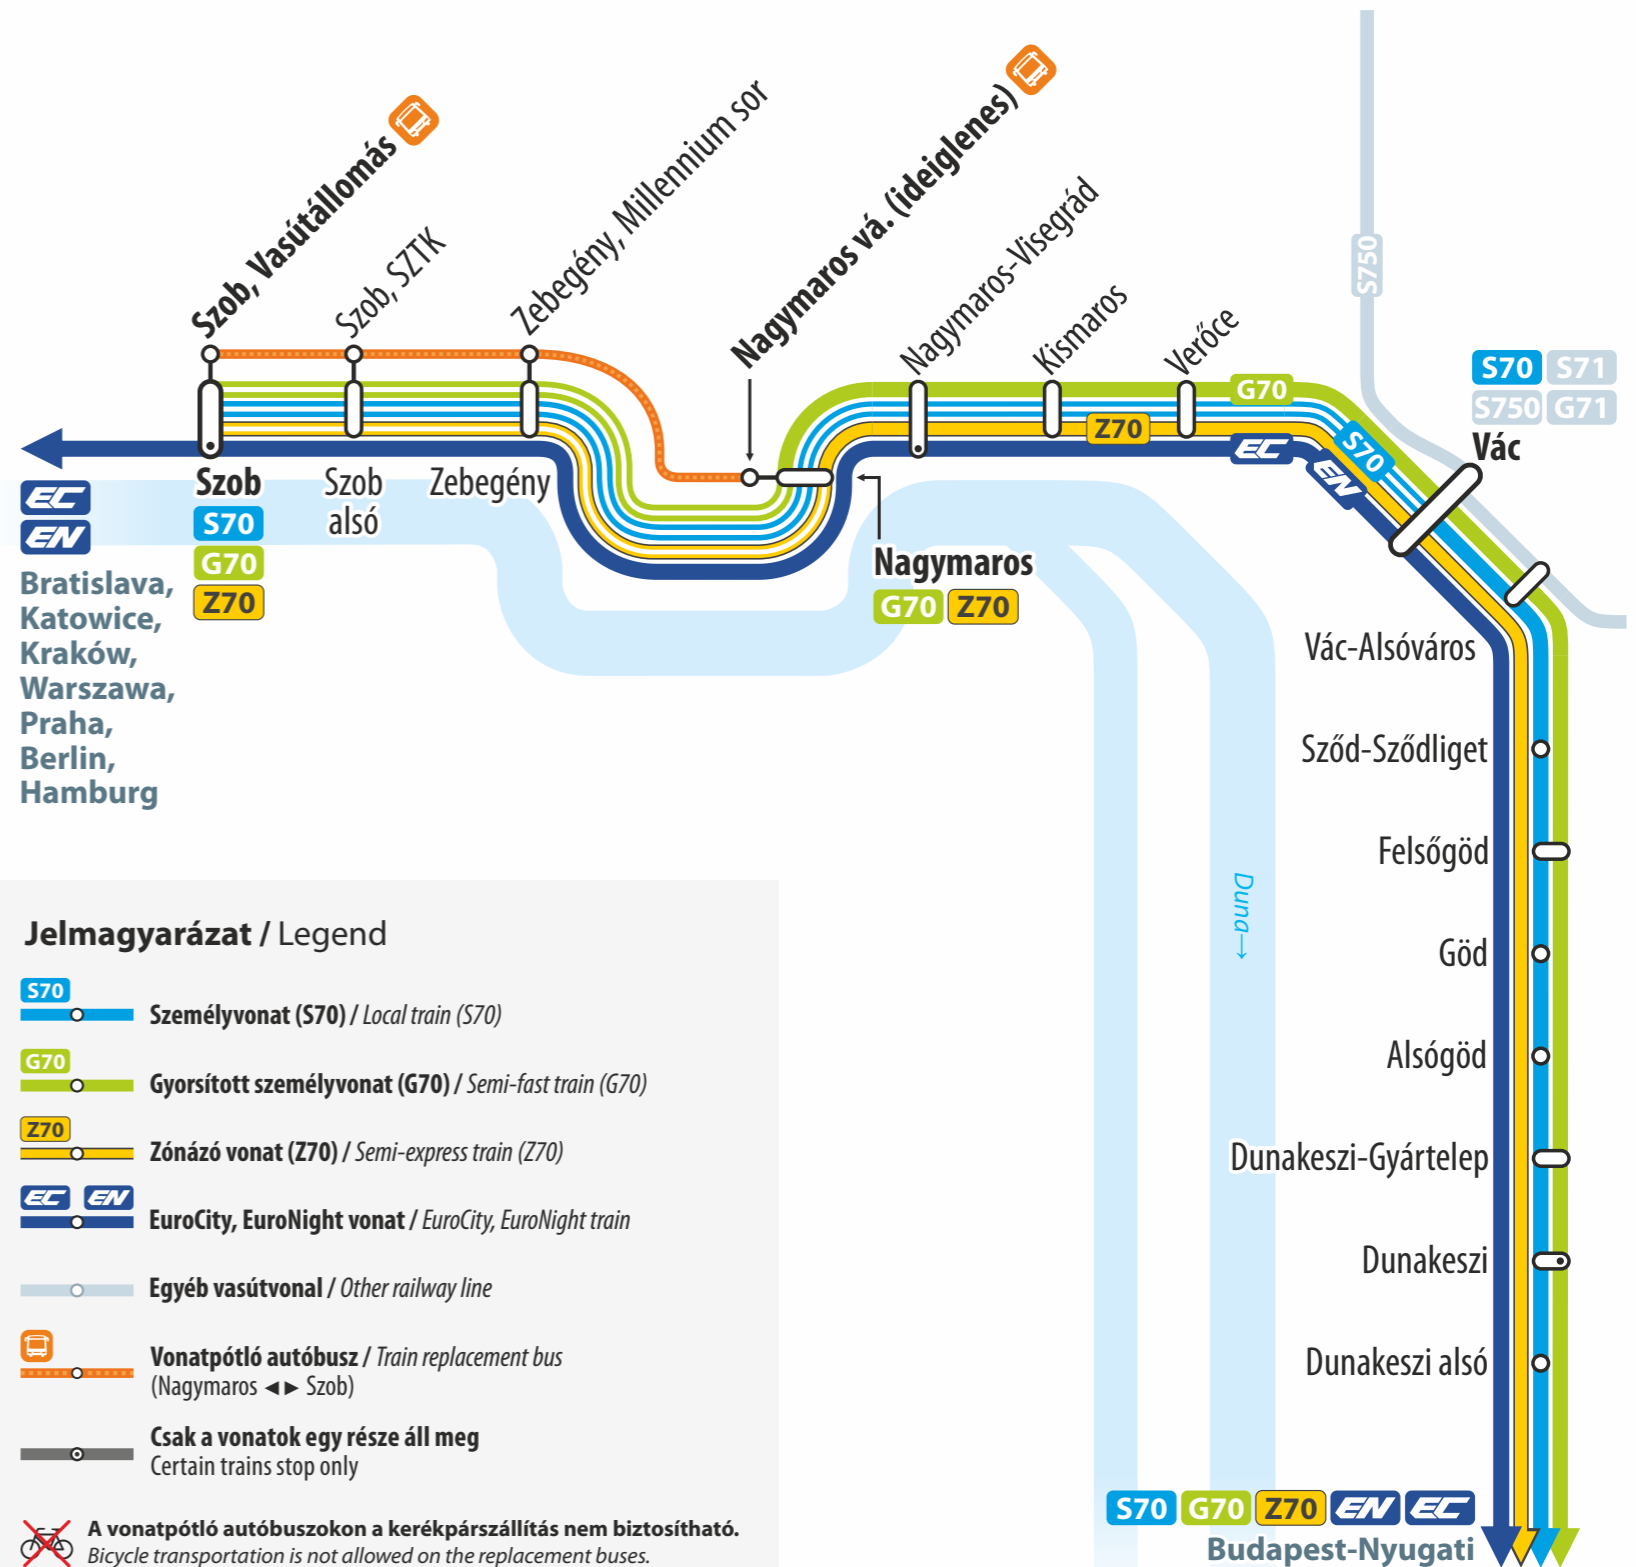 Szob, Vasútállomás
Szob, SZTK
Zebegény, Millennium sor
Nagymaros vá. (ideiglenes)
Nagymaros-Visegrád
Kismaros
Verőce
S750
G70
Z70
EC
EN
S70
S70 S71
S750 G71
Vác
EC
EN
Bratislava,
Katowice,
Kraków,
Warszawa,
Praha,
Berlin,
Hamburg
Szob
S70
G70
Z70
Szob
alsó
Zebegény
Nagymaros
G70 Z70
Vác-Alsóváros
Sződ-Sződliget
Felsőgöd
Göd
Alsógöd
Dunakeszi-Gyártelep
Dunakeszi
Dunakeszi alsó
Duna→
S70 G70 Z70 EN EC
Budapest-Nyugati
Jelmagyarázat / Legend
S70
Személyvonat (S70) / Local train (S70)
G70
Gyorsított személyvonat (G70) / Semi-fast train (G70)
Z70
Zónázó vonat (Z70) / Semi-express train (Z70)
EC EN
EuroCity, EuroNight vonat / EuroCity, EuroNight train
Egyéb vasútvonal / Other railway line
Vonatpótló autóbusz / Train replacement bus
(Nagymaros ◄► Szob)
Csak a vonatok egy része áll meg
Certain trains stop only
A vonatpótló autóbuszokon a kerékpárszállítás nem biztosítható.
Bicycle transportation is not allowed on the replacement buses.